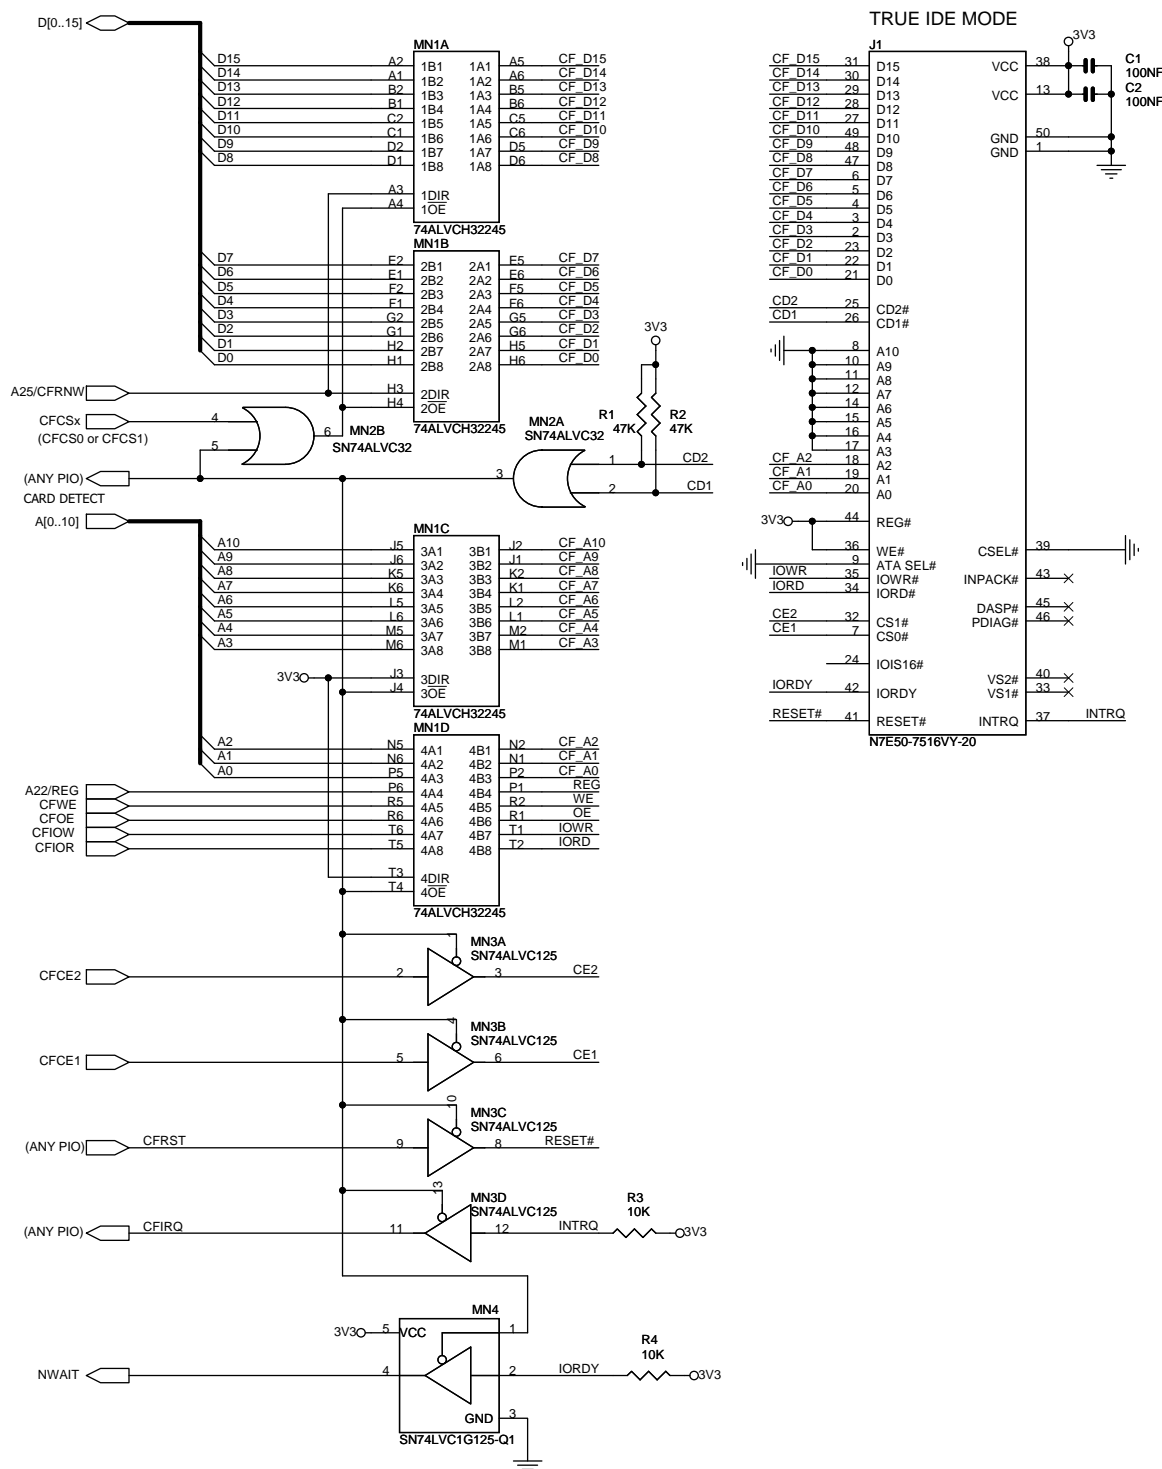 TRUE IDE MODE
D[0..15]
MN1A
D15 A2 1B1 1A1 A5 CF_D15
D14 A1 1B2 1A2 A6 CF_D14
D13 B2 1B3 1A3 B5 CF_D13
D12 B1 1B4 1A4 B6 CF_D12
D11 C2 1B5 1A5 C5 CF_D11
D10 C1 1B6 1A6 C6 CF_D10
D9 D2 1B7 1A7 D5 CF_D9
D8 D1 1B8 1A8 D6 CF_D8
A3 1DIR
A4 1OE
74ALVCH32245
MN1B
D7 E2 2B1 2A1 E5 CF_D7
D6 E1 2B2 2A2 E6 CF_D6
D5 F2 2B3 2A3 F5 CF_D5
D4 F1 2B4 2A4 F6 CF_D4
D3 G2 2B5 2A5 G5 CF_D3
D2 G1 2B6 2A6 G6 CF_D2
D1 H2 2B7 2A7 H5 CF_D1
D0 H1 2B8 2A8 H6 CF_D0
A25/CFRNW H3 2DIR
H4 2OE
74ALVCH32245
CFCSx 4
(CFCS0 or CFCS1)
5 6
MN2B
SN74ALVC32
3V3
R1
47K
R2
47K
MN2A
SN74ALVC32
3 1 CD2
2 CD1
(ANY PIO)
CARD DETECT
A[0..10]
MN1C
A10 J5 3A1 3B1 J2 CF_A10
A9 J6 3A2 3B2 J1 CF_A9
A8 K5 3A3 3B3 K2 CF_A8
A7 K6 3A4 3B4 K1 CF_A7
A6 L5 3A5 3B5 L2 CF_A6
A5 L6 3A6 3B6 L1 CF_A5
A4 M5 3A7 3B7 M2 CF_A4
A3 M6 3A8 3B8 M1 CF_A3
3V3 J3 3DIR
J4 3OE
74ALVCH32245
MN1D
A2 N5 4A1 4B1 N2 CF_A2
A1 N6 4A2 4B2 N1 CF_A1
A0 P5 4A3 4B3 P2 CF_A0
A22/REG P6 4A4 4B4 P1 REG
CFWE R5 4A5 4B5 R2 WE
CFOE R6 4A6 4B6 R1 OE
CFIOW T6 4A7 4B7 T1 IOWR
CFIOR T5 4A8 4B8 T2 IORD
T3 4DIR
T4 4OE
74ALVCH32245
MN3A
SN74ALVC125
1
CFCE2 2 3 CE2
MN3B
SN74ALVC125
4
CFCE1 5 6 CE1
MN3C
SN74ALVC125
10
(ANY PIO) CFRST 9 8 RESET#
MN3D
SN74ALVC125
13
(ANY PIO) CFIRQ 11 12 INTRQ
R3
10K
3V3
MN4
3V3 5 VCC 1
NWAIT 4 2 IORDY
R4
10K
3V3
GND 3
SN74LVC1G125-Q1
J1
CF_D15 31 D15
CF_D14 30 D14
CF_D13 29 D13
CF_D12 28 D12
CF_D11 27 D11
CF_D10 49 D10
CF_D9 48 D9
CF_D8 47 D8
CF_D7 6 D7
CF_D6 5 D6
CF_D5 4 D5
CF_D4 3 D4
CF_D3 2 D3
CF_D2 23 D2
CF_D1 22 D1
CF_D0 21 D0
CD2 25 CD2#
CD1 26 CD1#
8 A10
10 A9
11 A8
12 A7
14 A6
15 A5
16 A4
17 A3
CF_A2 18 A2
CF_A1 19 A1
CF_A0 20 A0
3V3 44 REG#
36 WE#
9 ATA SEL#
IOWR 35 IOWR#
IORD 34 IORD#
CE2 32 CS1#
CE1 7 CS0#
24 IOIS16#
IORDY 42 IORDY
RESET# 41 RESET#
3V3
VCC 38
C1
100NF
VCC 13
C2
100NF
GND 50
GND 1
CSEL# 39
INPACK# 43
DASP# 45
PDIAG# 46
VS2# 40
VS1# 33
INTRQ 37 INTRQ
N7E50-7516VY-20